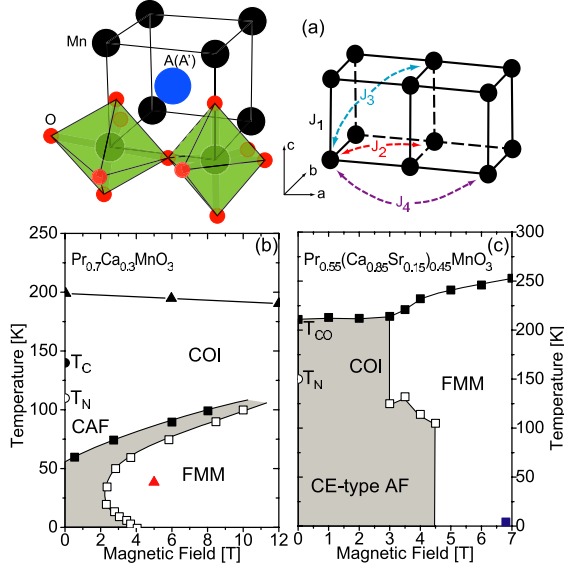 Mn
A(A')
O
(a)
J1
J2
J3
J4
c
b
a
(b)
Pr0.7Ca0.3MnO3
COI
TC
TN
CAF
FMM
Temperature [K]
250
200
150
100
50
0
0 2 4 6 8 10 12
Magnetic Field [T]
(c)
Pr0.55(Ca0.85Sr0.15)0.45MnO3
TCO
COI
TN
FMM
CE-type AF
300
250
200
150
100
50
0
Temperature [K]
0 1 2 3 4 5 6 7
Magnetic Field [T]